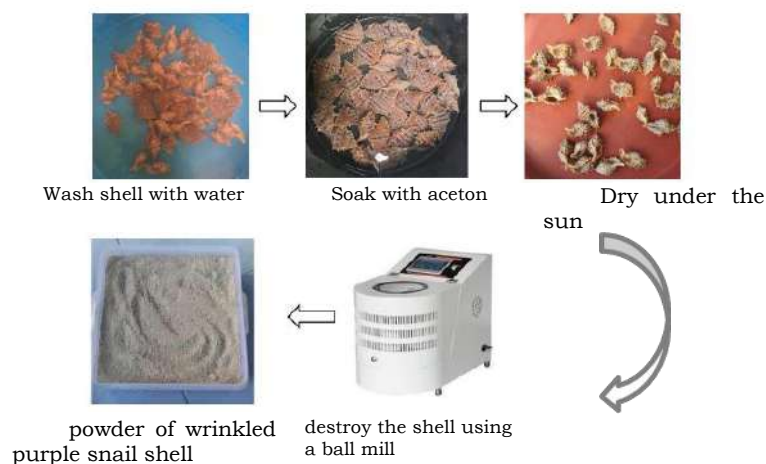 Wash shell with water
Soak with aceton
Dry under the
sun
powder of wrinkled
purple snail shell
destroy the shell using
a ball mill